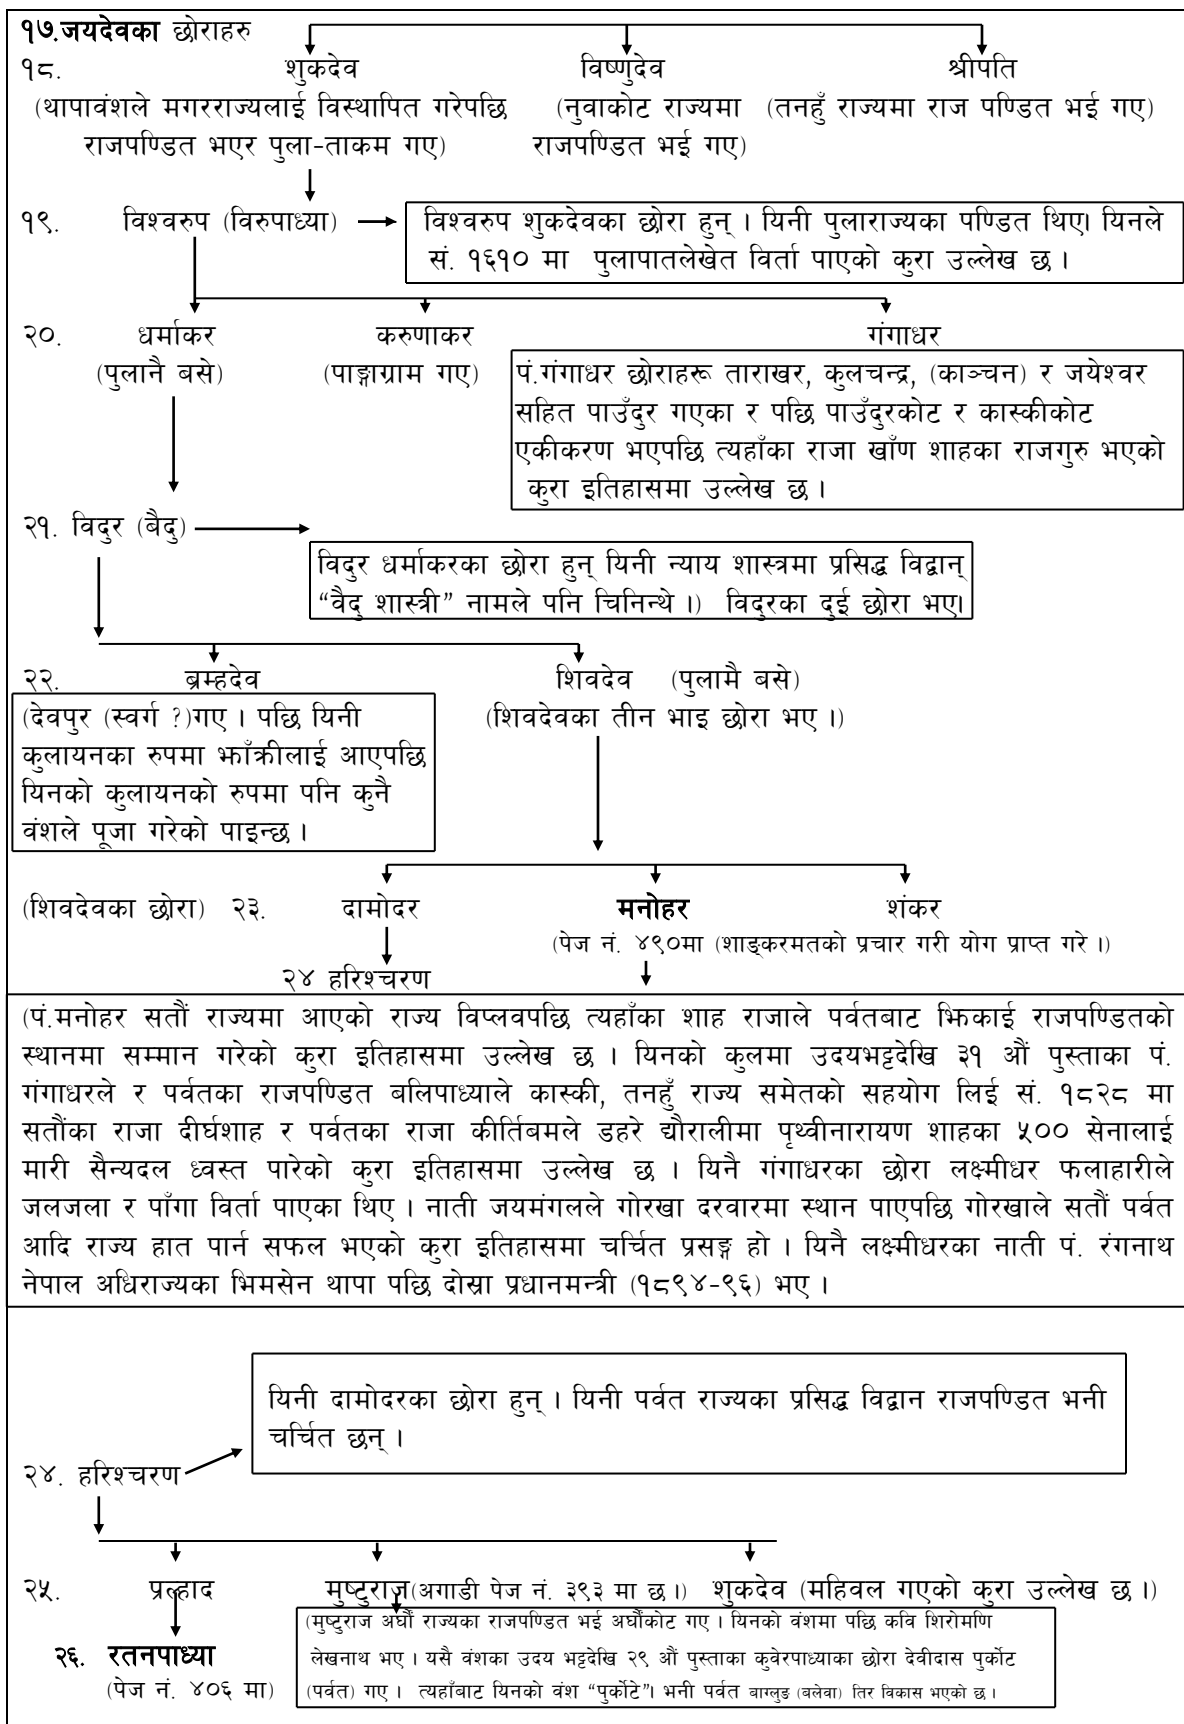 १७.जयदेवका छोराहरु
१८. शुकदेव विष्णुदेव श्रीपति
(थापावंशले मगरराज्यलाई विस्थापित गरेपछि (नुवाकोट राज्यमा (तनहुँ राज्यमा राज पण्डित भई गए)
राजपण्डित भएर पुला-ताकम गए) राजपण्डित भई गए)
१९. विश्वरुप (विरुपाध्या) विश्वरुप शुकदेवका छोरा हुन् । यिनी पुलाराज्यका पण्डित थिए। यिनले
सं. १६१० मा पुलापातलेखेत विर्ता पाएको कुरा उल्लेख छ ।
२०. धर्माकर करुणाकर गंगाधर
(पुलानै बसे) (पाङ्गाग्राम गए) पं.गंगाधर छोराहरू ताराखर, कुलचन्द्र, (काञ्चन) र जयेश्वर
सहित पाउँदुर गएका र पछि पाउँदुरकोट र कास्कीकोट
एकीकरण भएपछि त्यहाँका राजा खाँण शाहका राजगुरु भएको
कुरा इतिहासमा उल्लेख छ ।
२१. विदुर (बैदु)
विदुर धर्माकरका छोरा हुन् यिनी न्याय शास्त्रमा प्रसिद्ध विद्वान्
“वैदु शास्त्री” नामले पनि चिनिन्थे ।) विदुरका दुई छोरा भए।
२२. ब्रम्हदेव शिवदेव (पुलामै बसे)
(देवपुर (स्वर्ग ?)गए । पछि यिनी (शिवदेवका तीन भाइ छोरा भए ।)
कुलायनका रुपमा झाँक्रीलाई आएपछि
यिनको कुलायनको रुपमा पनि कुनै
वंशले पूजा गरेको पाइन्छ ।
(शिवदेवका छोरा) २३. दामोदर मनोहर शंकर
(पेज नं. ४९०मा (शाङ्करमतको प्रचार गरी योग प्राप्त गरे ।)
२४ हरिश्चरण
(पं.मनोहर सतौं राज्यमा आएको राज्य विप्लवपछि त्यहाँका शाह राजाले पर्वतबाट झिकाई राजपण्डितको
स्थानमा सम्मान गरेको कुरा इतिहासमा उल्लेख छ । यिनको कुलमा उदयभट्टदेखि ३१ औं पुस्ताका पं.
गंगाधरले र पर्वतका राजपण्डित बलिपाध्याले कास्की, तनहुँ राज्य समेतको सहयोग लिई सं. १८२८ मा
सतौंका राजा दीर्घशाह र पर्वतका राजा कीर्तिबमले डहरे द्यौरालीमा पृथ्वीनारायण शाहका ५०० सेनालाई
मारी सैन्यदल ध्वस्त पारेको कुरा इतिहासमा उल्लेख छ । यिनै गंगाधरका छोरा लक्ष्मीधर फलाहारीले
जलजला र पाँगा विर्ता पाएका थिए । नाती जयमंगलले गोरखा दरवारमा स्थान पाएपछि गोरखाले सतौं पर्वत
आदि राज्य हात पार्न सफल भएको कुरा इतिहासमा चर्चित प्रसङ्ग हो । यिनै लक्ष्मीधरका नाती पं. रंगनाथ
नेपाल अधिराज्यका भिमसेन थापा पछि दोस्रा प्रधानमन्त्री (१८९४-९६) भए ।
यिनी दामोदरका छोरा हुन् । यिनी पर्वत राज्यका प्रसिद्ध विद्वान राजपण्डित भनी
चर्चित छन् ।
२४. हरिश्चरण
२५. प्रल्हाद मुष्टुराज(अगाडी पेज नं. ३९३ मा छ।) शुकदेव (महिवल गएको कुरा उल्लेख छ ।)
(मुष्टुराज अर्घौं राज्यका राजपण्डित भई अर्घौंकोट गए । यिनको वंशमा पछि कवि शिरोमणि
२६. रतनपाध्या लेखनाथ भए । यसै वंशका उदय भट्टदेखि २९ औं पुस्ताका कुवेरपाध्याका छोरा देवीदास पुर्कोट
(पेज नं. ४०६ मा) (पर्वत) गए । त्यहाँबाट यिनको वंश “पुर्कोटे”। भनी पर्वत बाग्लुङ (बलेवा) तिर विकास भएको छ ।